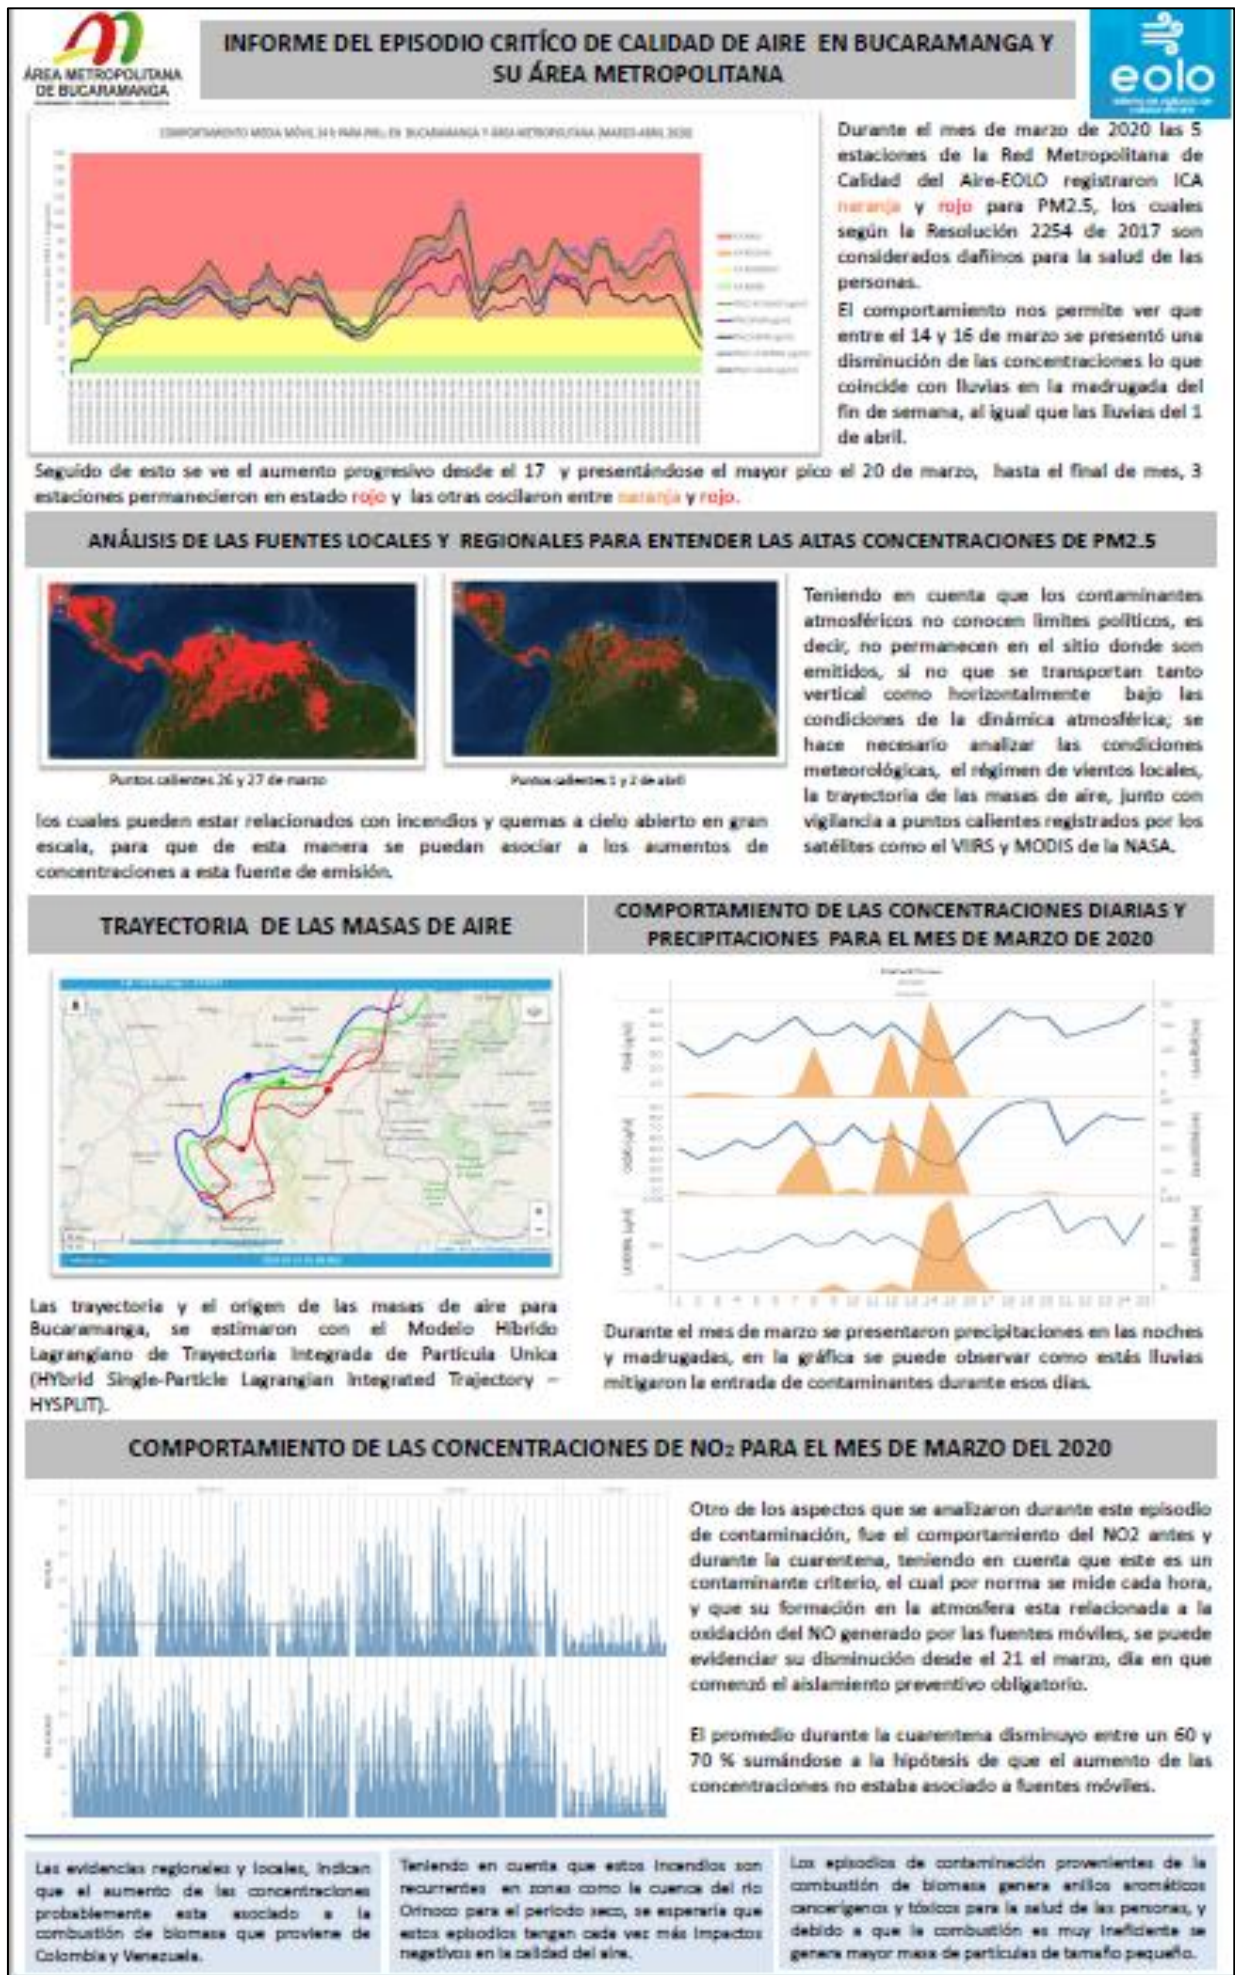 ÁREA METROPOLITANA
DE BUCARAMANGA
INFORME DEL EPISODIO CRITÍCO DE CALIDAD DE AIRE EN BUCARAMANGA Y
SU ÁREA METROPOLITANA
eolo
COMPORTAMIENTO MEDIA MÓVIL 24 h PARA PM2.5 EN BUCARAMANGA Y ÁREA METROPOLITANA (MARZO-ABRIL 2020)
Durante el mes de marzo de 2020 las 5
estaciones de la Red Metropolitana de
Calidad del Aire-EOLO registraron ICA
naranja y rojo para PM2.5, los cuales
según la Resolución 2254 de 2017 son
considerados dañinos para la salud de las
personas.
El comportamiento nos permite ver que
entre el 14 y 16 de marzo se presentó una
disminución de las concentraciones lo que
coincide con lluvias en la madrugada del
fin de semana, al igual que las lluvias del 1
de abril.
Seguido de esto se ve el aumento progresivo desde el 17 y presentándose el mayor pico el 20 de marzo, hasta el final de mes, 3
estaciones permanecieron en estado rojo y las otras oscilaron entre naranja y rojo.
ANÁLISIS DE LAS FUENTES LOCALES Y REGIONALES PARA ENTENDER LAS ALTAS CONCENTRACIONES DE PM2.5
Puntos calientes 26 y 27 de marzo
Puntos calientes 1 y 2 de abril
Teniendo en cuenta que los contaminantes
atmosféricos no conocen limites políticos, es
decir, no permanecen en el sitio donde son
emitidos, si no que se transportan tanto
vertical como horizontalmente bajo las
condiciones de la dinámica atmosférica; se
hace necesario analizar las condiciones
meteorológicas, el régimen de vientos locales,
la trayectoria de las masas de aire, junto con
vigilancia a puntos calientes registrados por los
satélites como el VIIRS y MODIS de la NASA.
los cuales pueden estar relacionados con incendios y quemas a cielo abierto en gran
escala, para que de esta manera se puedan asociar a los aumentos de
concentraciones a esta fuente de emisión.
TRAYECTORIA DE LAS MASAS DE AIRE
Las trayectoria y el origen de las masas de aire para
Bucaramanga, se estimaron con el Modelo Híbrido
Lagrangiano de Trayectoria Integrada de Partícula Unica
(HYbrid Single-Particle Lagrangian Integrated Trajectory –
HYSPLIT).
COMPORTAMIENTO DE LAS CONCENTRACIONES DIARIAS Y
PRECIPITACIONES PARA EL MES DE MARZO DE 2020
Durante el mes de marzo se presentaron precipitaciones en las noches
y madrugadas, en la gráfica se puede observar como estás lluvias
mitigaron la entrada de contaminantes durante esos días.
COMPORTAMIENTO DE LAS CONCENTRACIONES DE NO2 PARA EL MES DE MARZO DEL 2020
Otro de los aspectos que se analizaron durante este episodio
de contaminación, fue el comportamiento del NO2 antes y
durante la cuarentena, teniendo en cuenta que este es un
contaminante criterio, el cual por norma se mide cada hora,
y que su formación en la atmosfera esta relacionada a la
oxidación del NO generado por las fuentes móviles, se puede
evidenciar su disminución desde el 21 el marzo, día en que
comenzó el aislamiento preventivo obligatorio.
El promedio durante la cuarentena disminuyo entre un 60 y
70 % sumándose a la hipótesis de que el aumento de las
concentraciones no estaba asociado a fuentes móviles.
Las evidencias regionales y locales, indican
que el aumento de las concentraciones
probablemente esta asociado a la
combustión de biomasa que proviene de
Colombia y Venezuela.
Teniendo en cuenta que estos incendios son
recurrentes en zonas como la cuenca del rio
Orinoco para el periodo seco, se esperaría que
estos episodios tengan cada vez más impactos
negativos en la calidad del aire.
Los episodios de contaminación provenientes de la
combustión de biomasa genera anillos aromáticos
cancerígenos y tóxicos para la salud de las personas, y
debido a que la combustión es muy ineficiente se
genera mayor masa de partículas de tamaño pequeño.